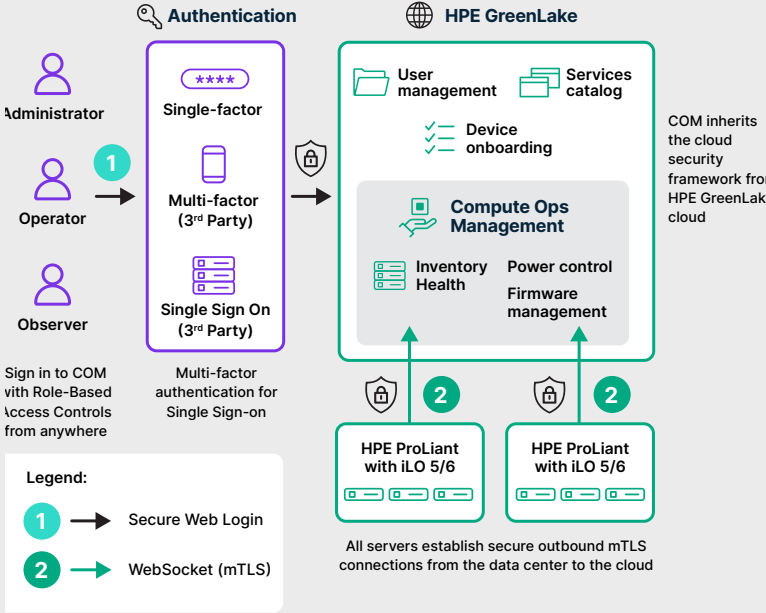 Authentication
HPE GreenLake
Administrator
Operator
Observer
1
Sign in to COM
with Role-Based
Access Controls
from anywhere
****
Single-factor
Multi-factor
(3rd Party)
Single Sign On
(3rd Party)
Multi-factor
authentication for
Single Sign-on
User
management
Services
catalog
Device
onboarding
Compute Ops
Management
Inventory
Health
Power control
Firmware
management
COM inherits
the cloud
security
framework from
HPE GreenLake
cloud
2
2
HPE ProLiant
with iLO 5/6
HPE ProLiant
with iLO 5/6
All servers establish secure outbound mTLS
connections from the data center to the cloud
Legend:
1 Secure Web Login
2 WebSocket (mTLS)